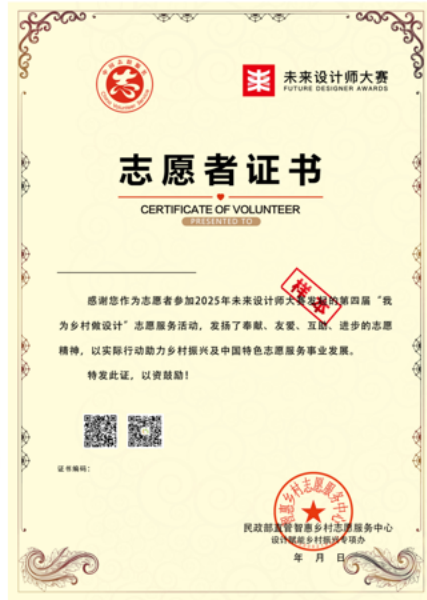 志
未来设计师大赛
FUTURE DESIGNER AWARDS
志愿者证书
CERTIFICATE OF VOLUNTEER
PRESENTED TO
样本
感谢您作为志愿者参加2025年未来设计师大赛发起的第四届“我
为乡村做设计”志愿服务活动，发扬了奉献、友爱、互助、进步的志愿
精神，以实际行动助力乡村振兴及中国特色志愿服务事业发展。
特发此证，以资鼓励！
证书编码：
民政部直管智惠乡村志愿服务中心
设计赋能乡村振兴专项办
年 月 日